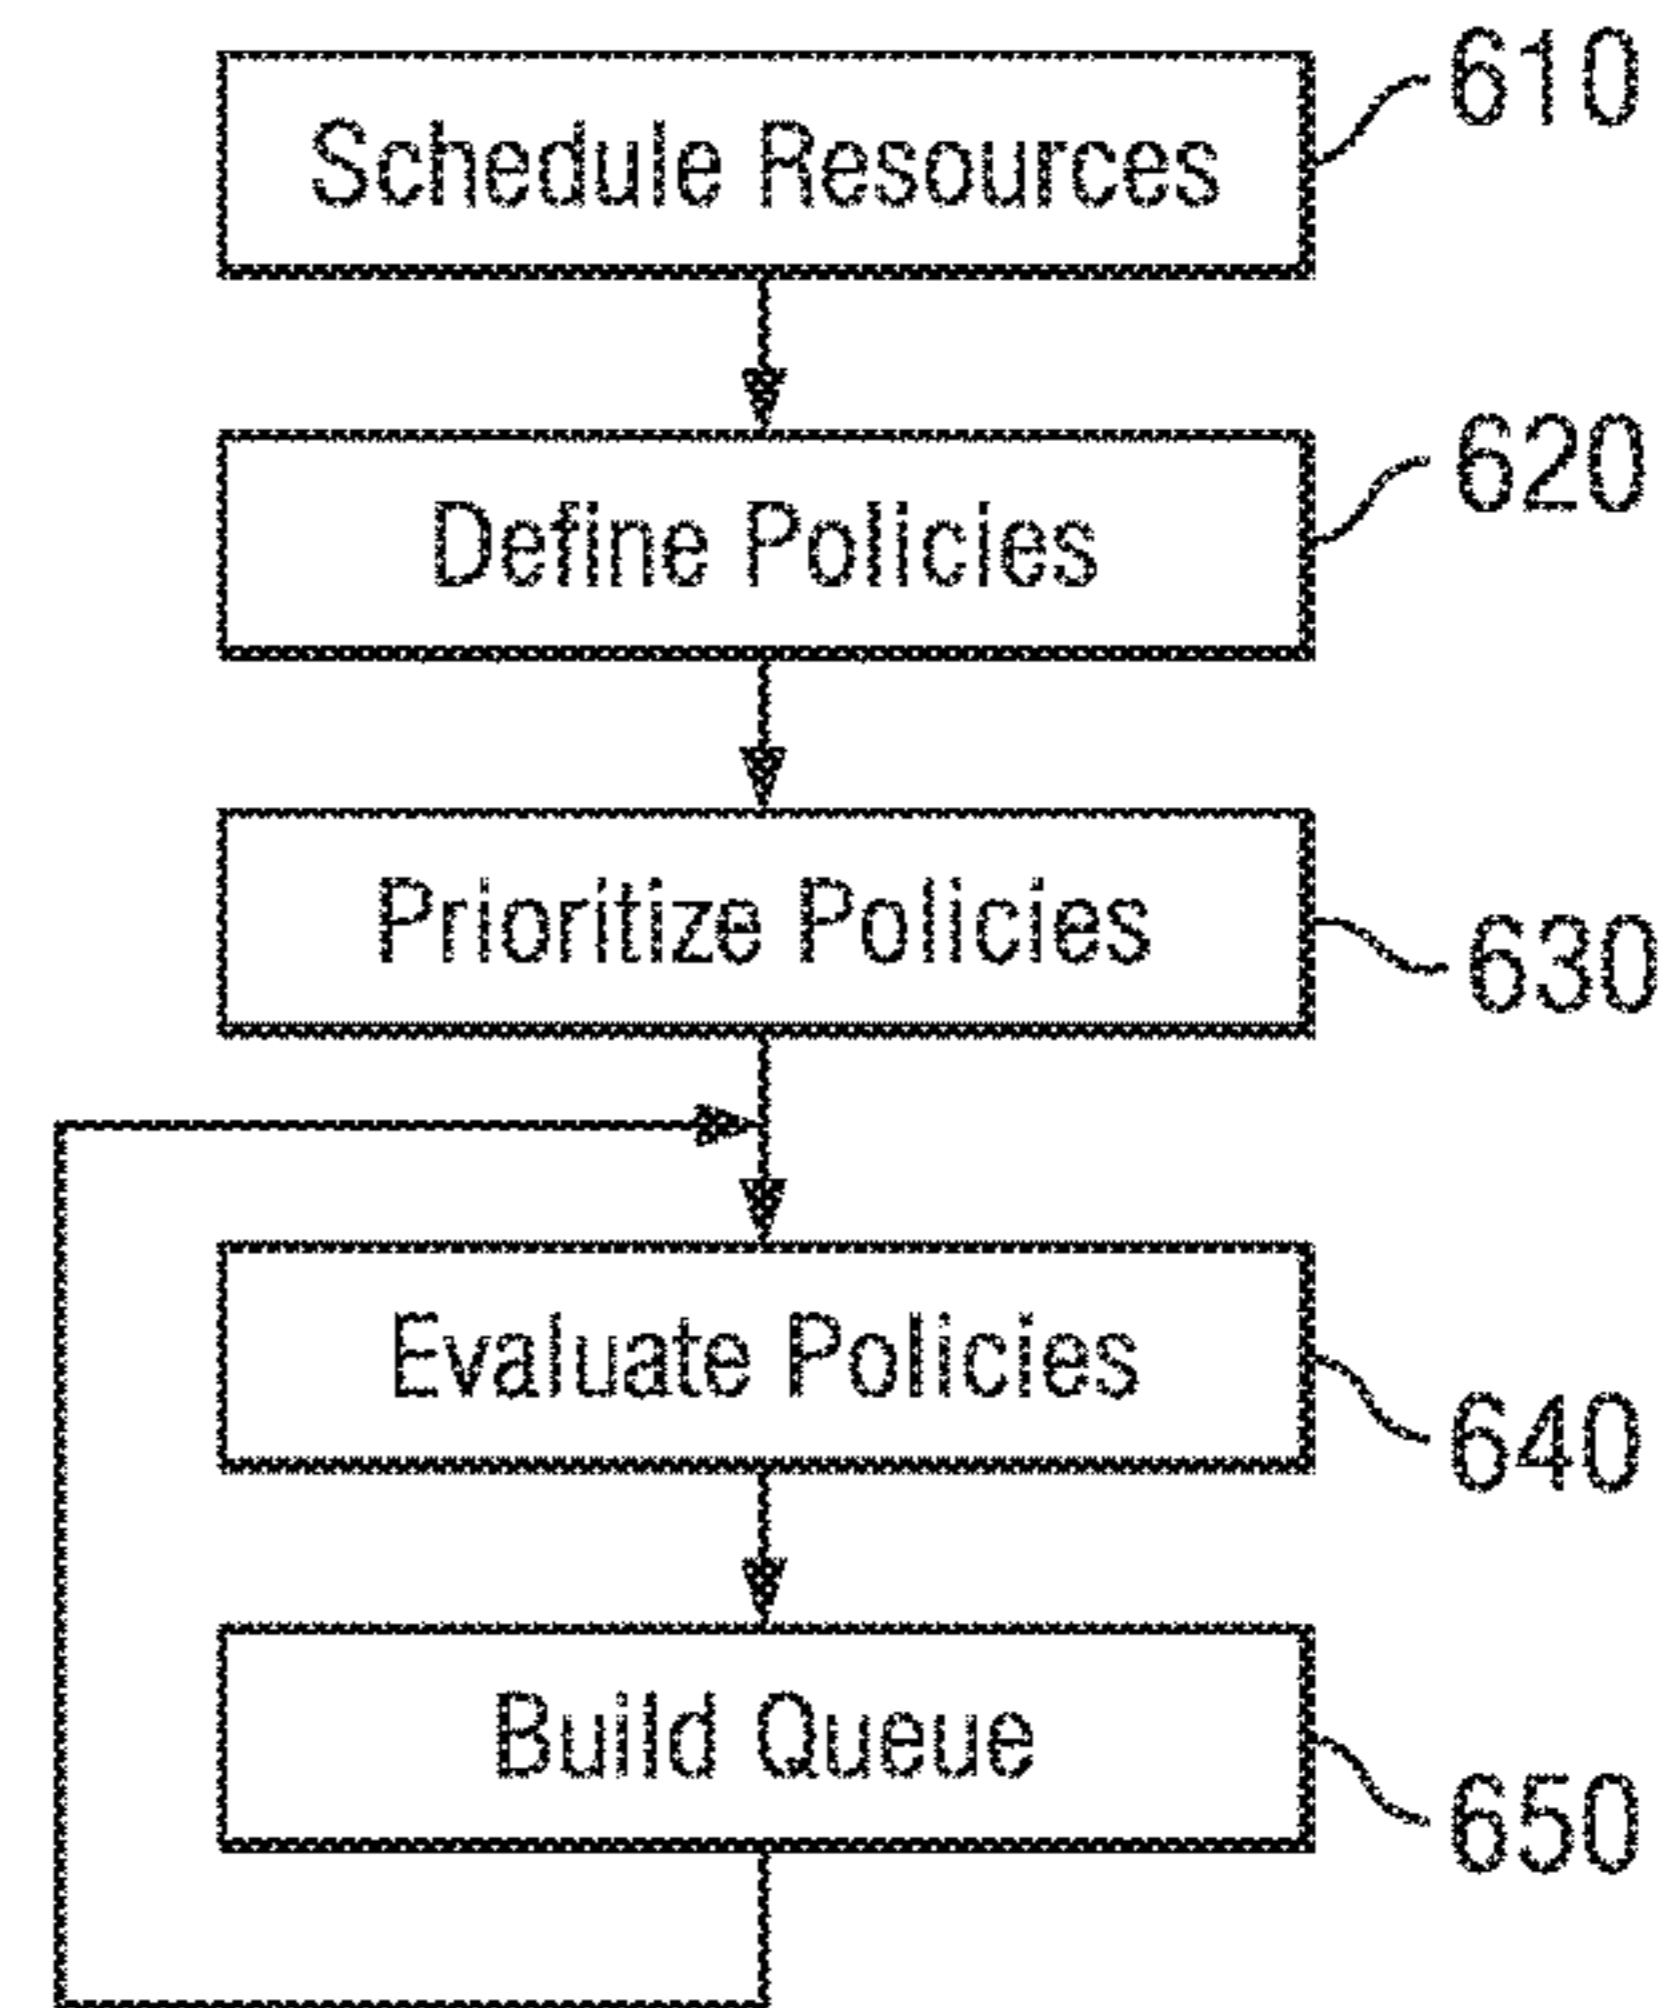 Schedule Resources
610
Define Policies
620
Prioritize Policies
630
Evaluate Policies
640
Build Queue
650